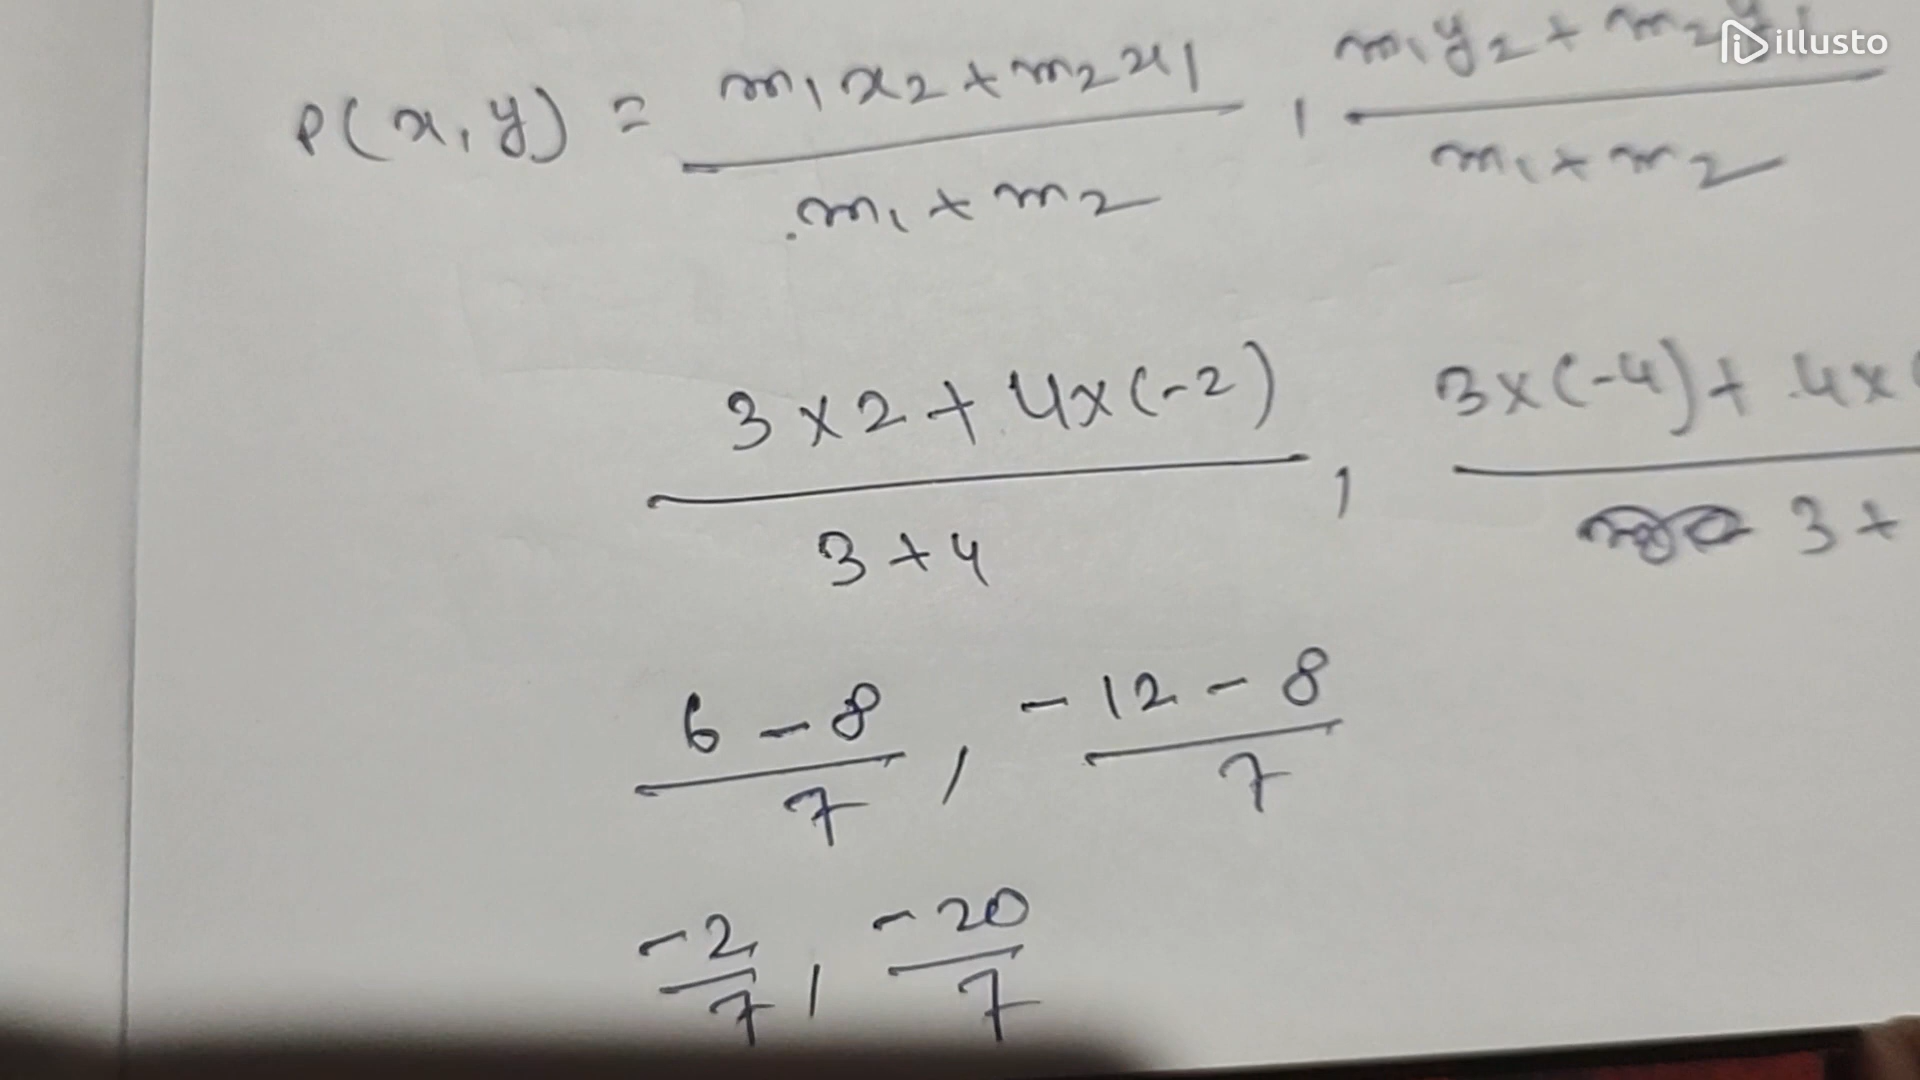 illusto
P(x, y) = m1x2 + m2x1 / m1 + m2 , m1y2 + m2y1 / m1 + m2
3 x 2 + 4 x (-2) / 3 + 4 , 3 x (-4) + 4 x ( / 3 +
6 - 8 / 7 , -12 - 8 / 7
-2 / 7 , -20 / 7